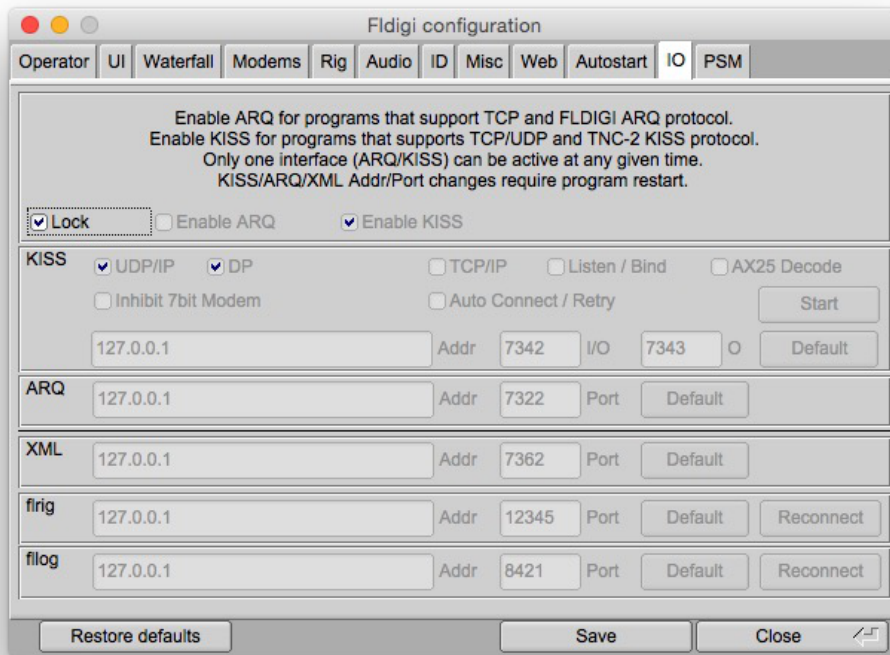 Fldigi configuration
Operator UI Waterfall Modems Rig Audio ID Misc Web Autostart IO PSM
Enable ARQ for programs that support TCP and FLDIGI ARQ protocol.
Enable KISS for programs that supports TCP/UDP and TNC-2 KISS protocol.
Only one interface (ARQ/KISS) can be active at any given time.
KISS/ARQ/XML Addr/Port changes require program restart.
Lock Enable ARQ Enable KISS
KISS UDP/IP DP TCP/IP Listen / Bind AX25 Decode
Inhibit 7bit Modem Auto Connect / Retry Start
127.0.0.1 Addr 7342 I/O 7343 O Default
ARQ 127.0.0.1 Addr 7322 Port Default
XML 127.0.0.1 Addr 7362 Port Default
flrig 127.0.0.1 Addr 12345 Port Default Reconnect
fllog 127.0.0.1 Addr 8421 Port Default Reconnect
Restore defaults Save Close